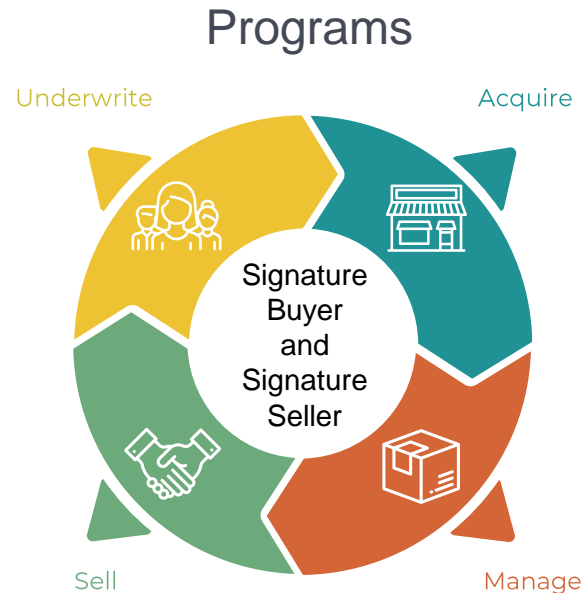 Programs
Underwrite
Acquire
Signature
Buyer
and
Signature
Seller
Sell
Manage